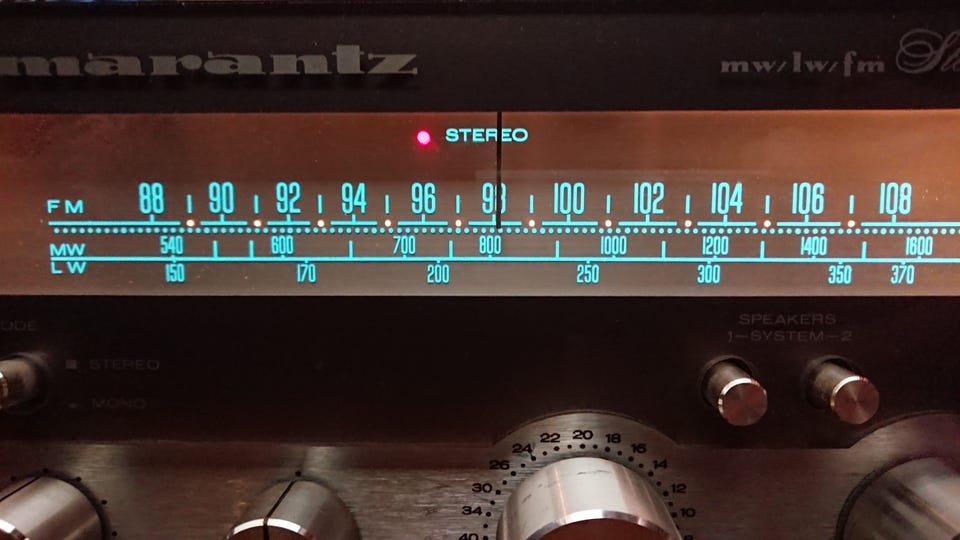 marantz
mw/lw/fm
STEREO
FM 88 90 92 94 96 98 100 102 104 106 108
MW 540 600 700 800 1000 1200 1400 1600
LW 150 170 200 250 300 350 370
SPEAKERS
1-SYSTEM-2
STEREO
MONO
22 20 18
24 16
26 14
30 12
34 10
40 8